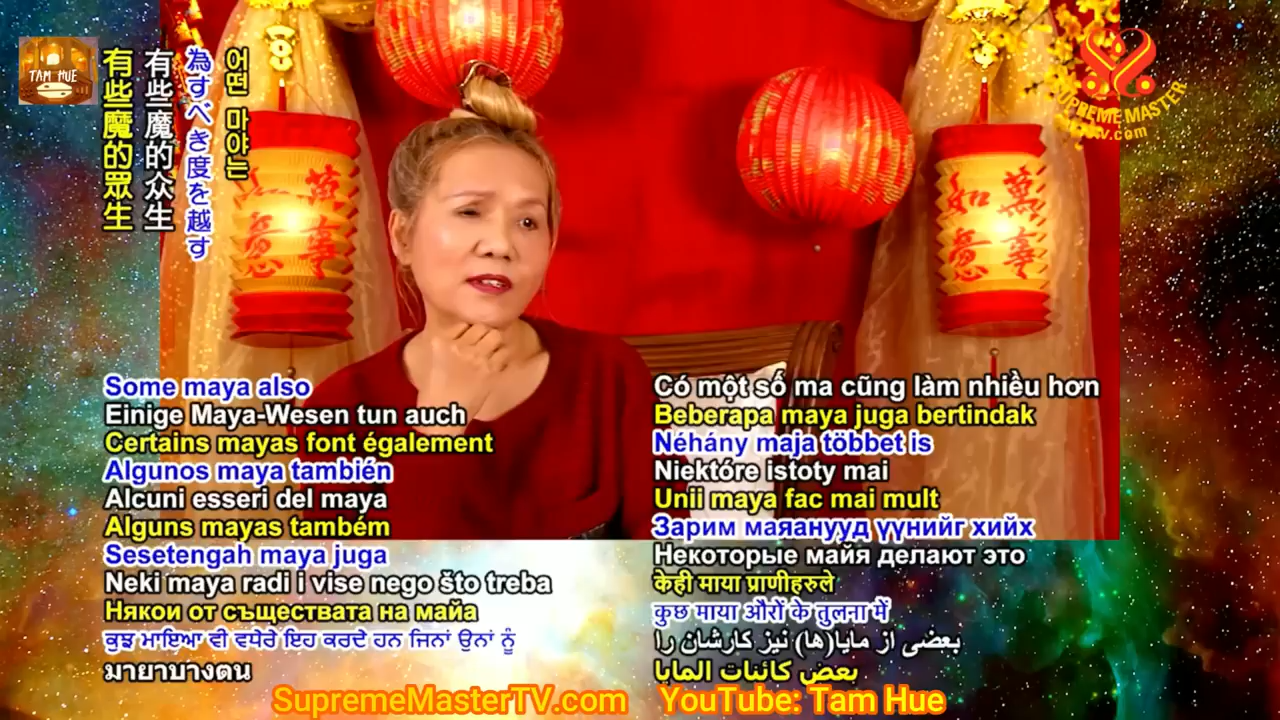 TAM HUE
有些魔的眾生
有些魔的众生
為すべき度を越す
어떤 마야는
SUPREME MASTER
TV.com
萬事
如意
萬事
如意
Some maya also
Einige Maya-Wesen tun auch
Certains mayas font également
Algunos maya también
Alcuni esseri del maya
Alguns mayas também
Sesetengah maya juga
Neki maya radi i vise nego što treba
Някои от съществата на майа
ਕੁਝ ਮਾਇਆ ਵੀ ਵਧੇਰੇ ਇਹ ਕਰਦੇ ਹਨ ਜਿਨਾਂ ਉਨਾਂ ਨੂੰ
มายาบางตน
Có một số ma cũng làm nhiều hơn
Beberapa maya juga bertindak
Néhány maja többet is
Niektóre istoty mai
Unii maya fac mai mult
Зарим маяанууд үүнийг хийх
Некоторые майя делают это
केही माया प्राणीहरुले
कुछ माया औरों के तुलना में
بعضی از مایا(ها) نیز کارشان را
بعض كائنات المايا
SupremeMasterTV.com YouTube: Tam Hue